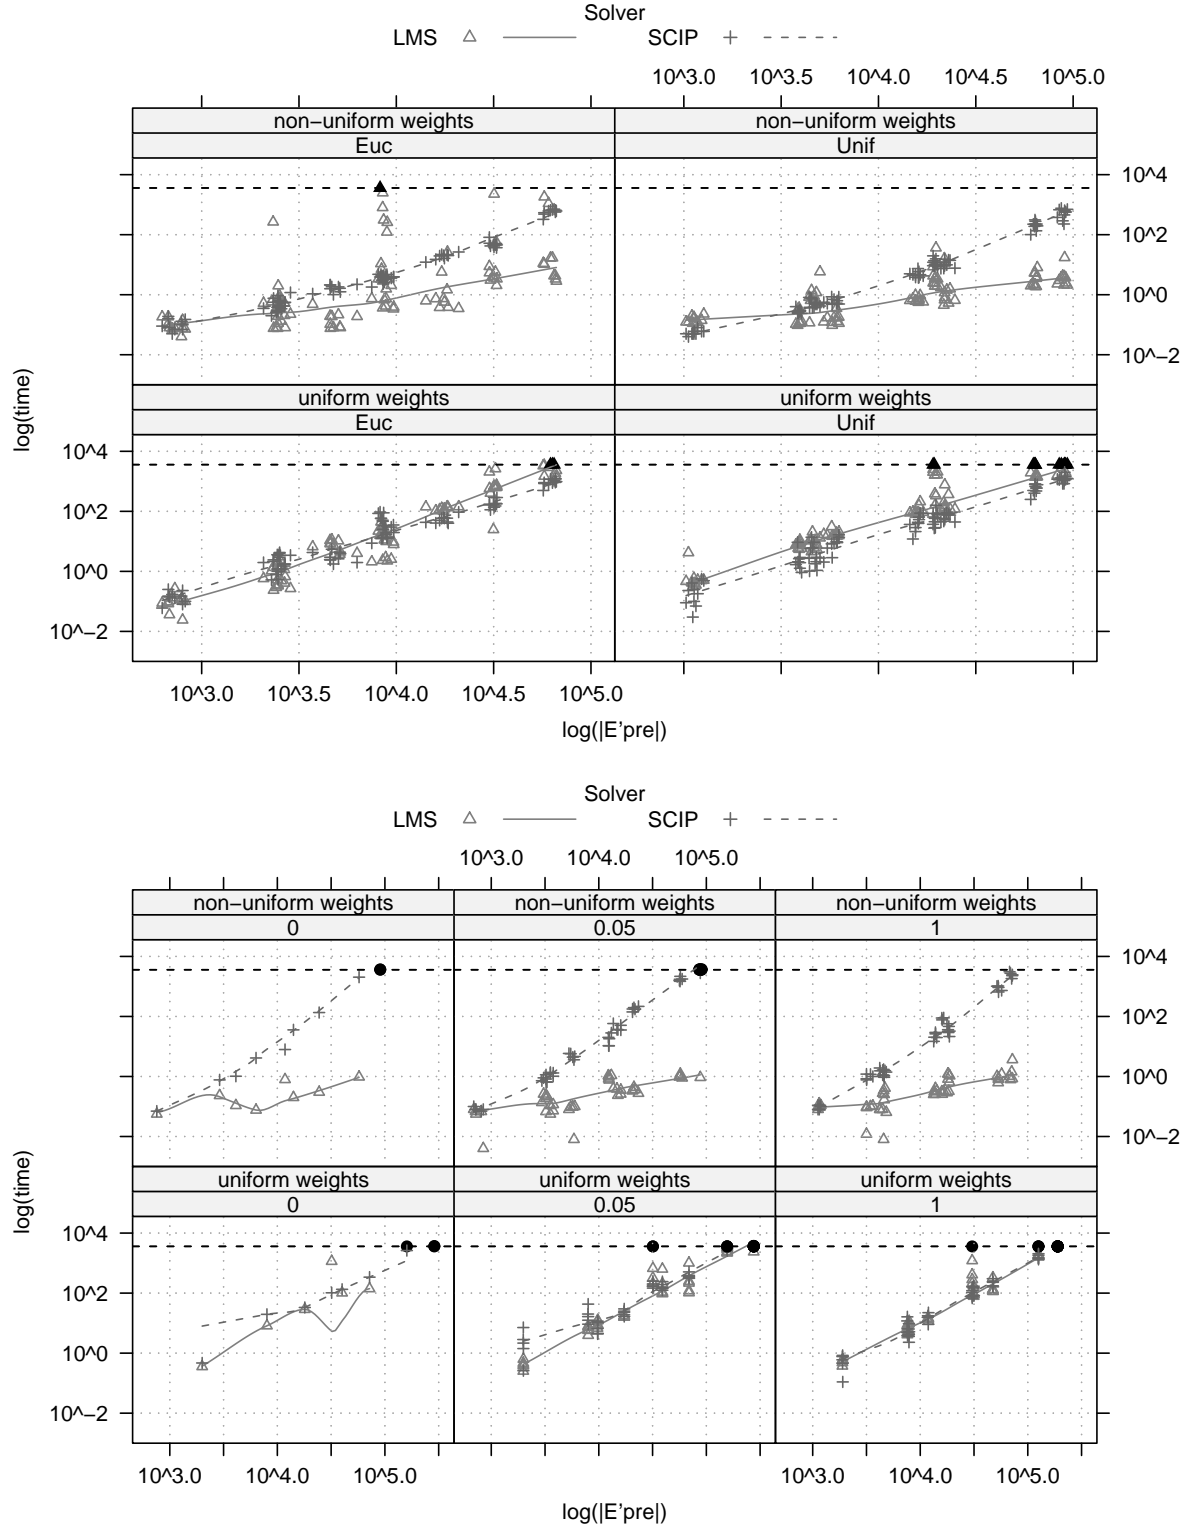 Solver
LMS SCIP
10^3.0 10^3.5 10^4.0 10^4.5 10^5.0
non−uniform weights non−uniform weights
Euc Unif
10^4
10^2
10^0
10^−2
uniform weights uniform weights
Euc Unif
10^4
10^2
10^0
10^−2
log(time)
10^3.0 10^3.5 10^4.0 10^4.5 10^5.0
log(|E'pre|)
Solver
LMS SCIP
10^3.0 10^4.0 10^5.0
non−uniform weights non−uniform weights non−uniform weights
0 0.05 1
10^4
10^2
10^0
10^−2
uniform weights uniform weights uniform weights
0 0.05 1
10^4
10^2
10^0
10^−2
log(time)
10^3.0 10^4.0 10^5.0 10^3.0 10^4.0 10^5.0
log(|E'pre|)